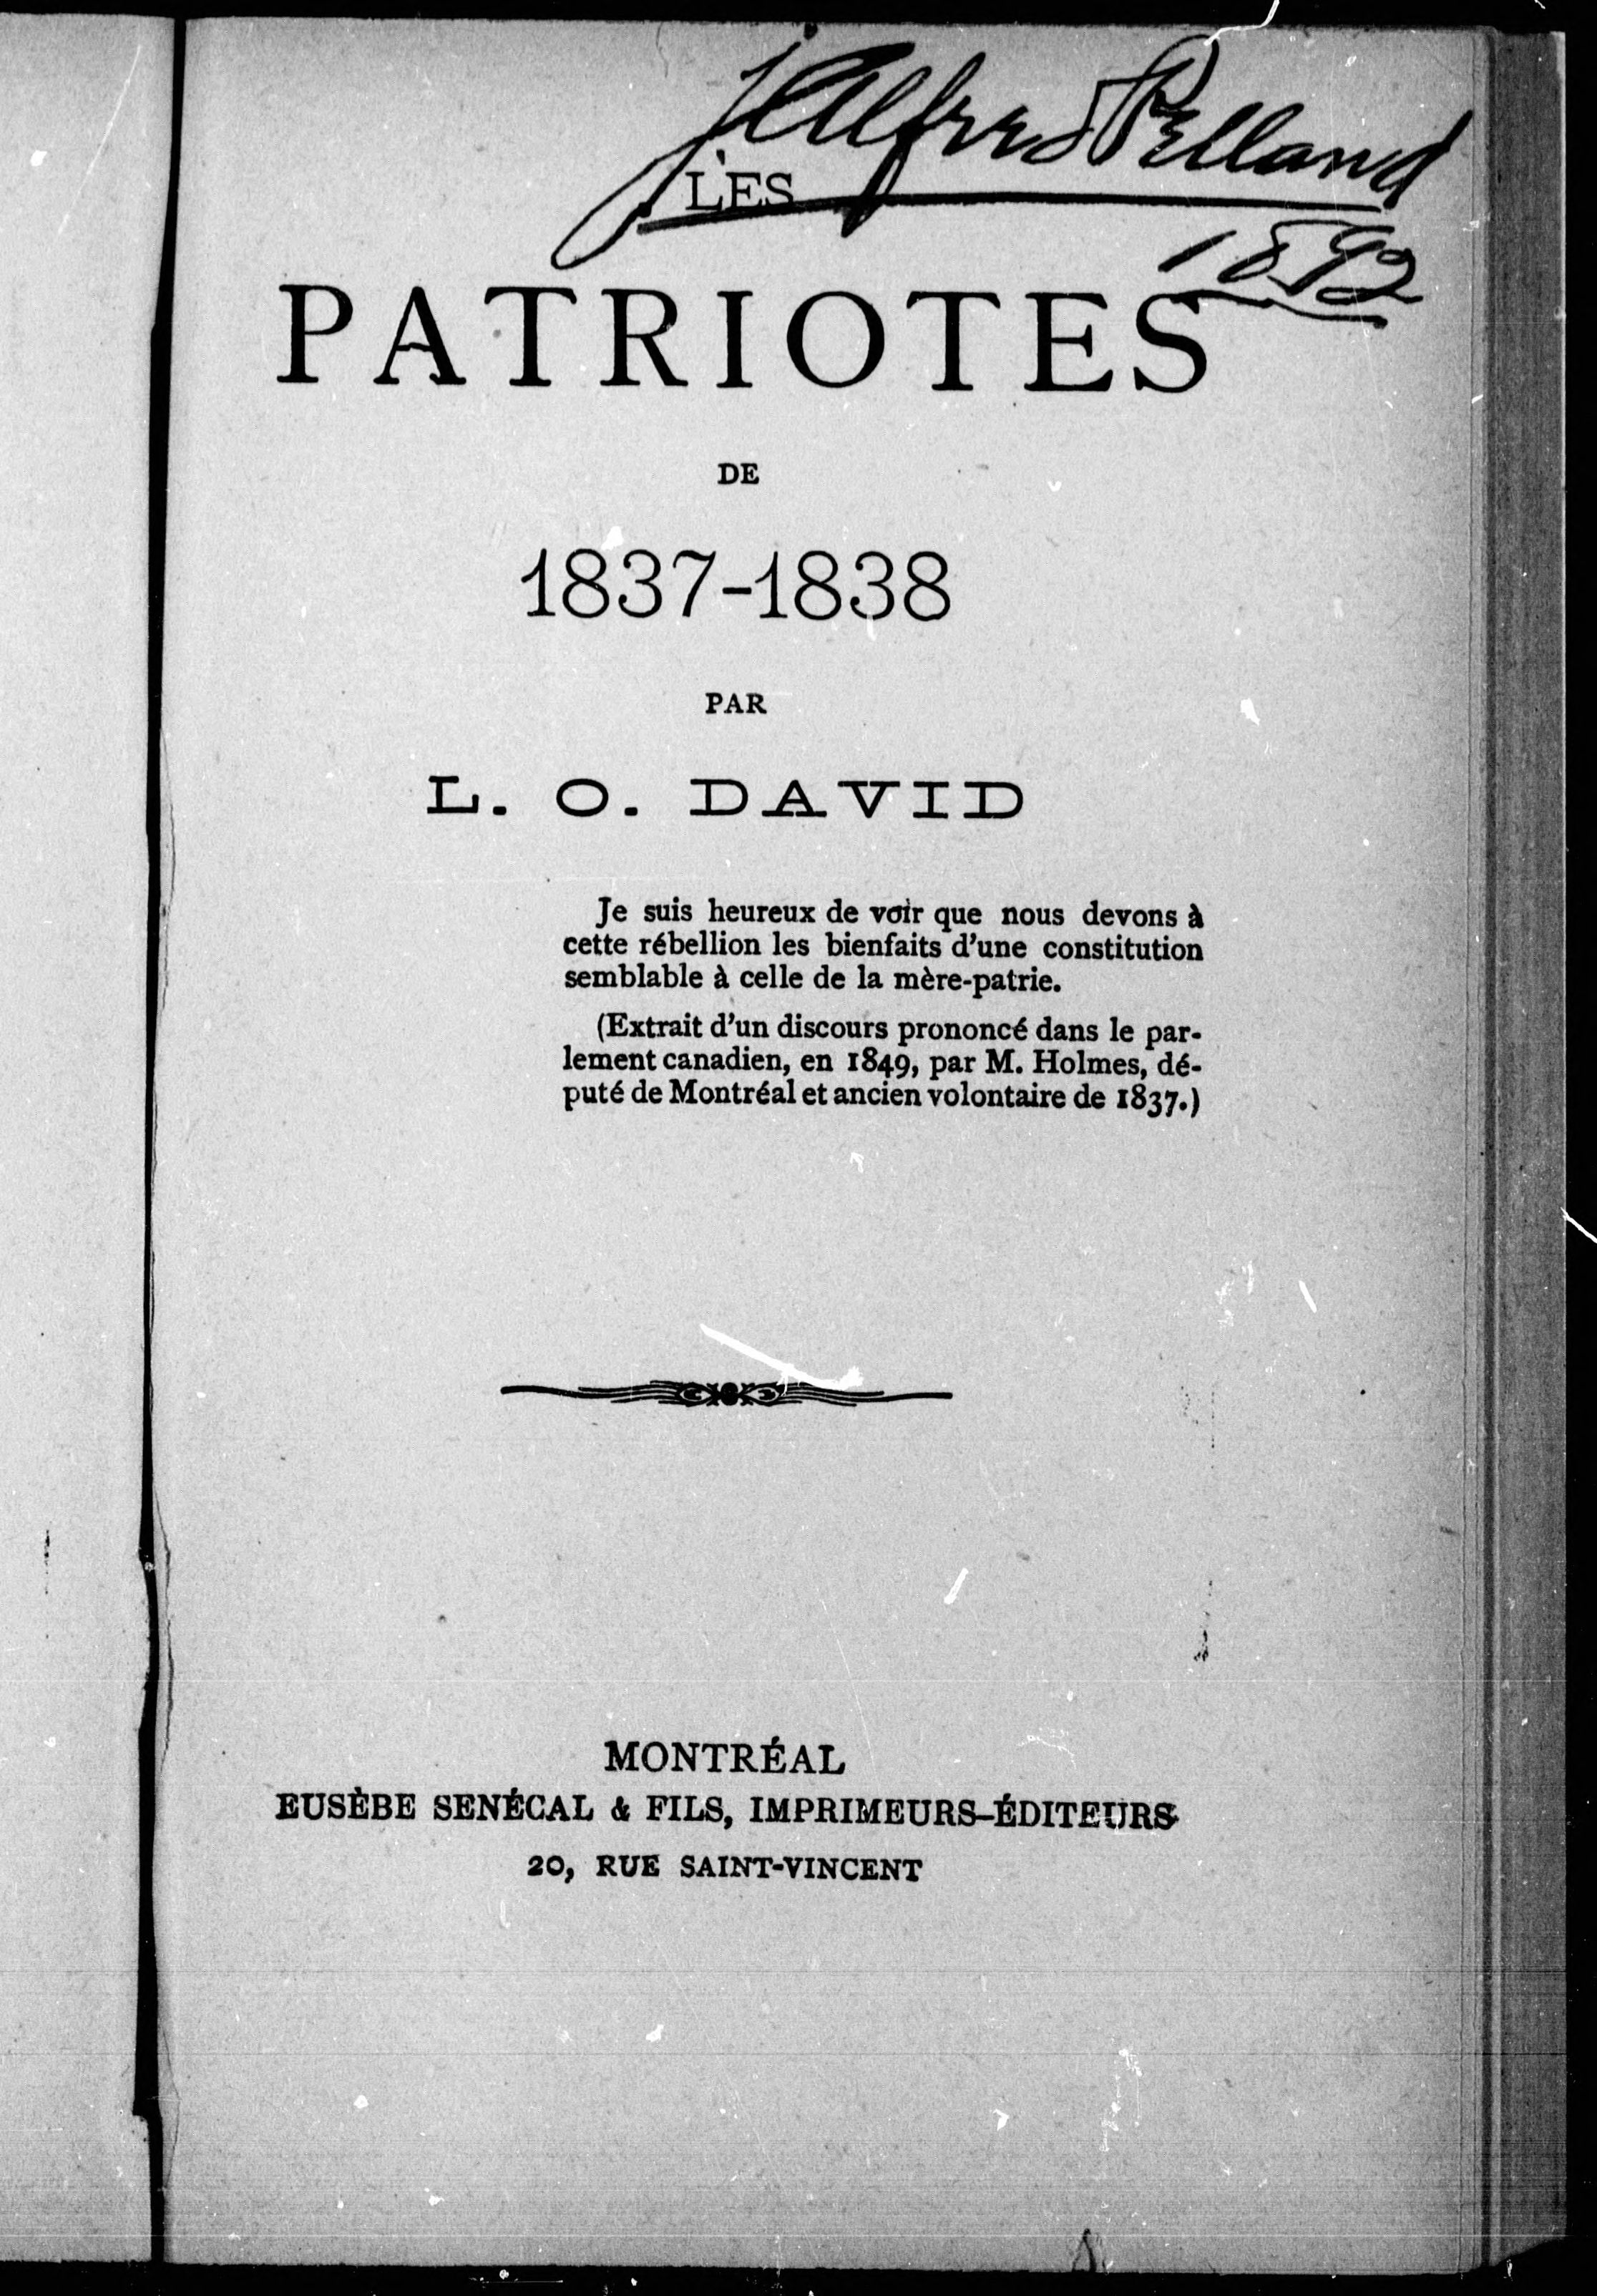 J Alfred Pelland
LES
1892
PATRIOTES
DE
1837-1838
PAR
L. O. DAVID
Je suis heureux de voir que nous devons à
cette rébellion les bienfaits d'une constitution
semblable à celle de la mère-patrie.
(Extrait d'un discours prononcé dans le par-
lement canadien, en 1849, par M. Holmes, dé-
puté de Montréal et ancien volontaire de 1837.)
MONTRÉAL
EUSÈBE SENÉCAL & FILS, IMPRIMEURS-ÉDITEURS
20, RUE SAINT-VINCENT